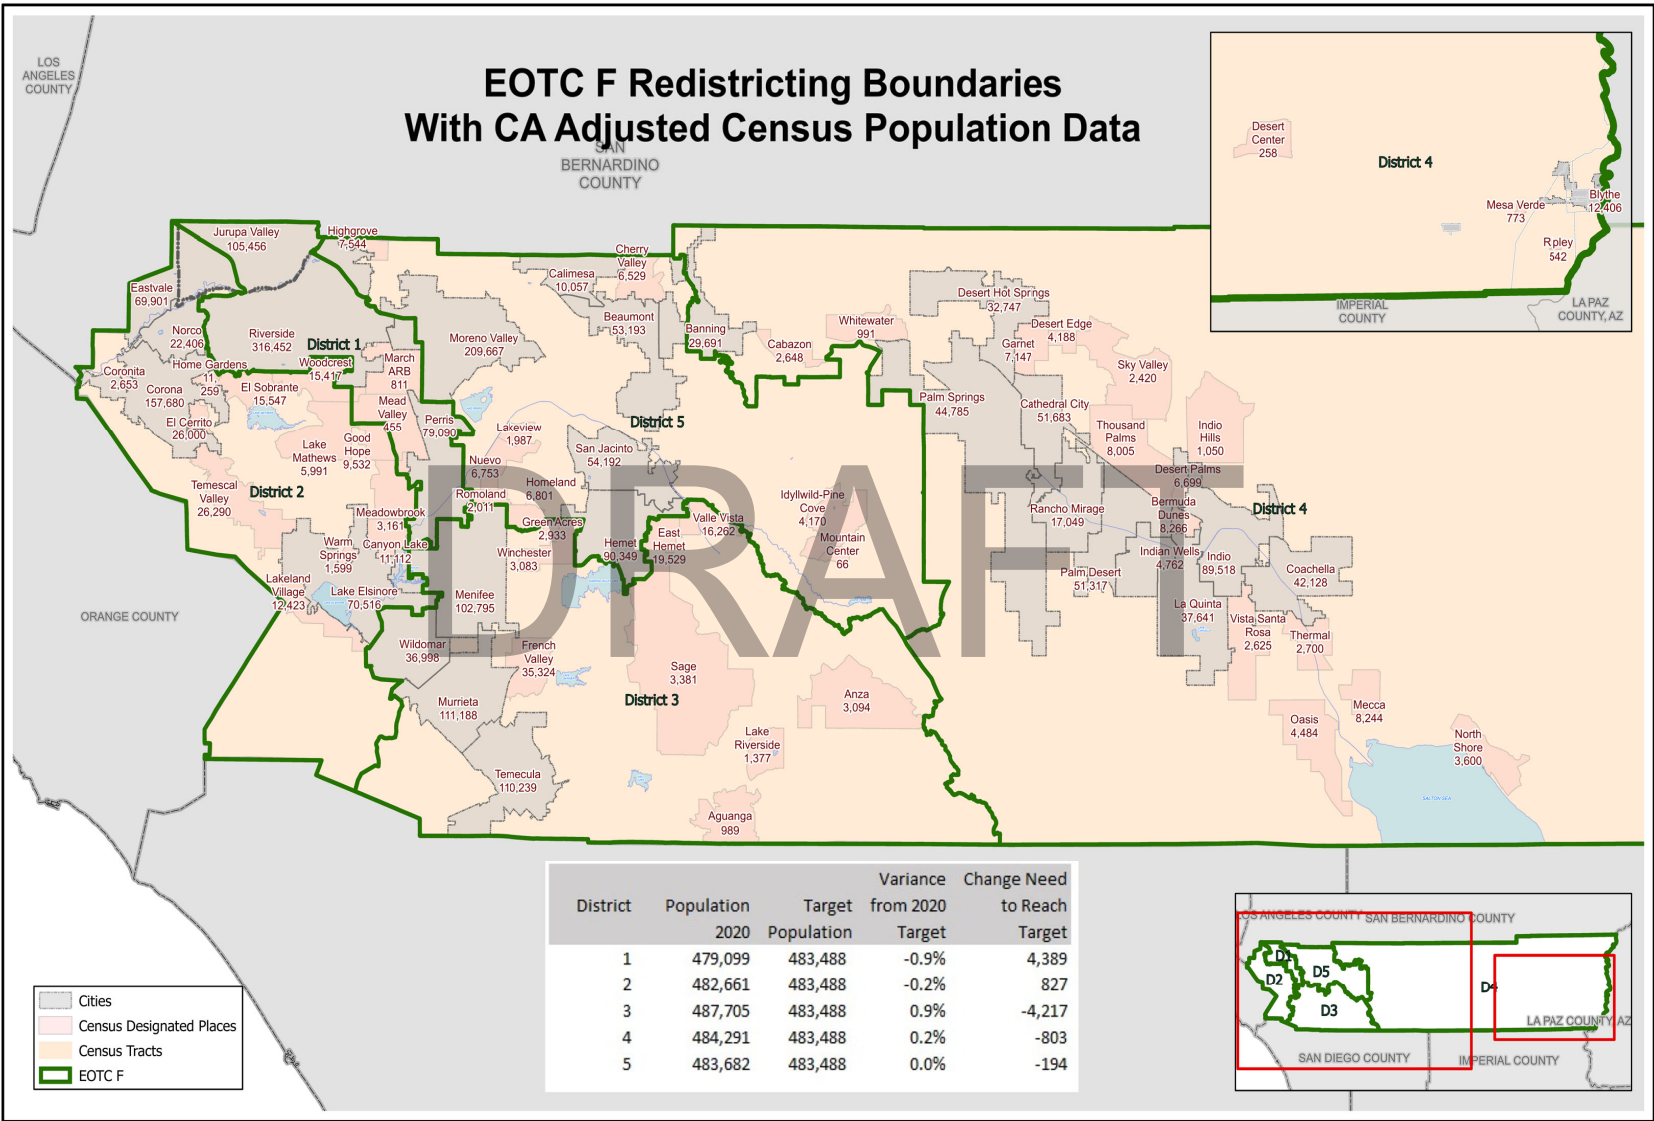 EOTC F Redistricting Boundaries
With CA Adjusted Census Population Data
LOS
ANGELES
COUNTY
SAN
BERNARDINO
COUNTY
ORANGE COUNTY
DRAFT
Jurupa Valley
105,456
Highgrove
7,544
Eastvale
69,901
Norco
22,406
Riverside
316,452
District 1
Woodcrest
15,417
March
ARB
811
Home Gardens
11,
259
Coronita
2,653
Corona
157,680
El Sobrante
15,547
El Cerrito
26,000
Mead
Valley
455
Lake
Mathews
5,991
Good
Hope
9,532
Temescal
Valley
26,290
District 2
Meadowbrook
3,161
Warm
Springs
1,599
Canyon Lake
11,112
Lakeland
Village
12,423
Lake Elsinore
70,516
Moreno Valley
209,667
Perris
79,090
Calimesa
10,057
Cherry
Valley
6,529
Beaumont
53,193
Banning
29,691
Cabazon
2,648
Whitewater
991
District 5
Lakeview
1,987
Nuevo
6,753
San Jacinto
54,192
Homeland
6,801
Romoland
2,011
Green Acres
2,933
Winchester
3,083
Hemet
90,349
East
Hemet
19,529
Valle Vista
16,262
Idyllwild-Pine
Cove
4,170
Mountain
Center
66
Menifee
102,795
Wildomar
36,998
French
Valley
35,324
Murrieta
111,188
Temecula
110,239
Sage
3,381
District 3
Anza
3,094
Lake
Riverside
1,377
Aguanga
989
Desert Hot Springs
32,747
Desert Edge
4,188
Garnet
7,147
Sky Valley
2,420
Palm Springs
44,785
Cathedral City
51,683
Thousand
Palms
8,005
Indio
Hills
1,050
Desert Palms
6,699
Rancho Mirage
17,049
Bermuda
Dunes
8,266
District 4
Indian Wells
4,762
Indio
89,518
Palm Desert
51,317
Coachella
42,128
La Quinta
37,641
Vista Santa
Rosa
2,625
Thermal
2,700
Mecca
8,244
Oasis
4,484
North
Shore
3,600
SALTON SEA
Desert
Center
258
District 4
Mesa Verde
773
Blythe
12,406
Ripley
542
IMPERIAL
COUNTY
LA PAZ
COUNTY, AZ
District Population 2020 Target Population Variance from 2020 Target Change Need to Reach Target
1 479,099 483,488 -0.9% 4,389
2 482,661 483,488 -0.2% 827
3 487,705 483,488 0.9% -4,217
4 484,291 483,488 0.2% -803
5 483,682 483,488 0.0% -194
Cities
Census Designated Places
Census Tracts
EOTC F
LOS ANGELES COUNTY
SAN BERNARDINO COUNTY
D1
D2
D5
D3
D4
LA PAZ COUNTY, AZ
SAN DIEGO COUNTY
IMPERIAL COUNTY